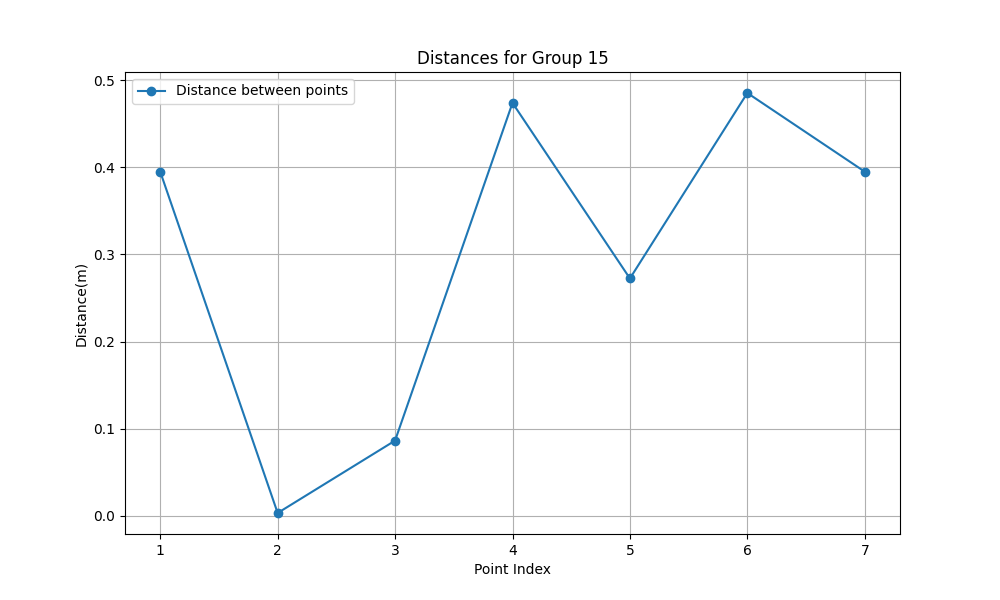 Distances for Group 15
Distance between points
0.5
0.4
0.3
0.2
0.1
0.0
Distance(m)
1 2 3 4 5 6 7
Point Index